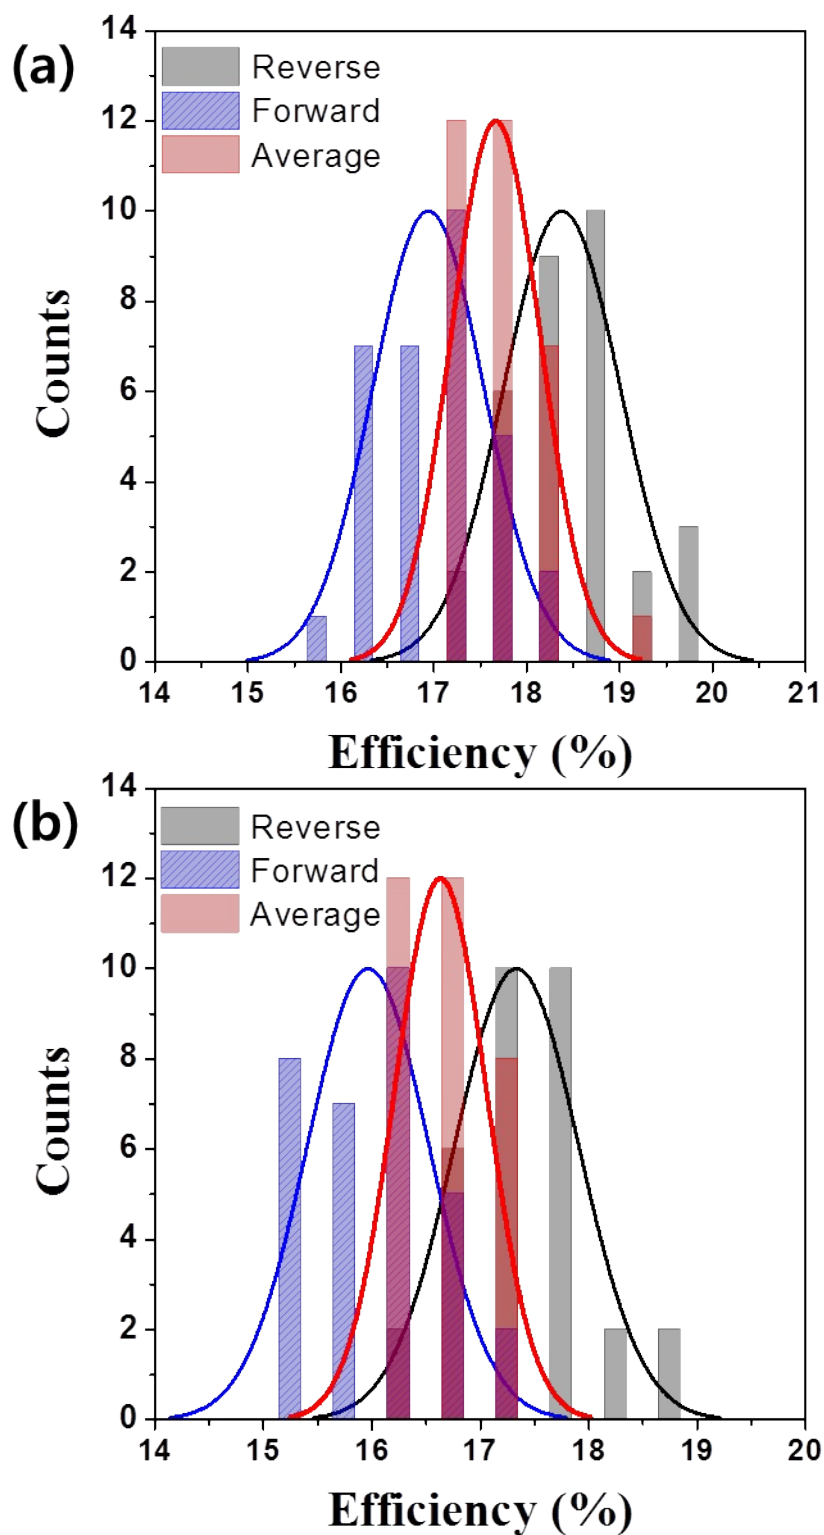 (a)
Reverse
Forward
Average
14
12
10
8
6
4
2
0
Counts
14 15 16 17 18 19 20 21
Efficiency (%)
(b)
Reverse
Forward
Average
14
12
10
8
6
4
2
0
Counts
14 15 16 17 18 19 20
Efficiency (%)